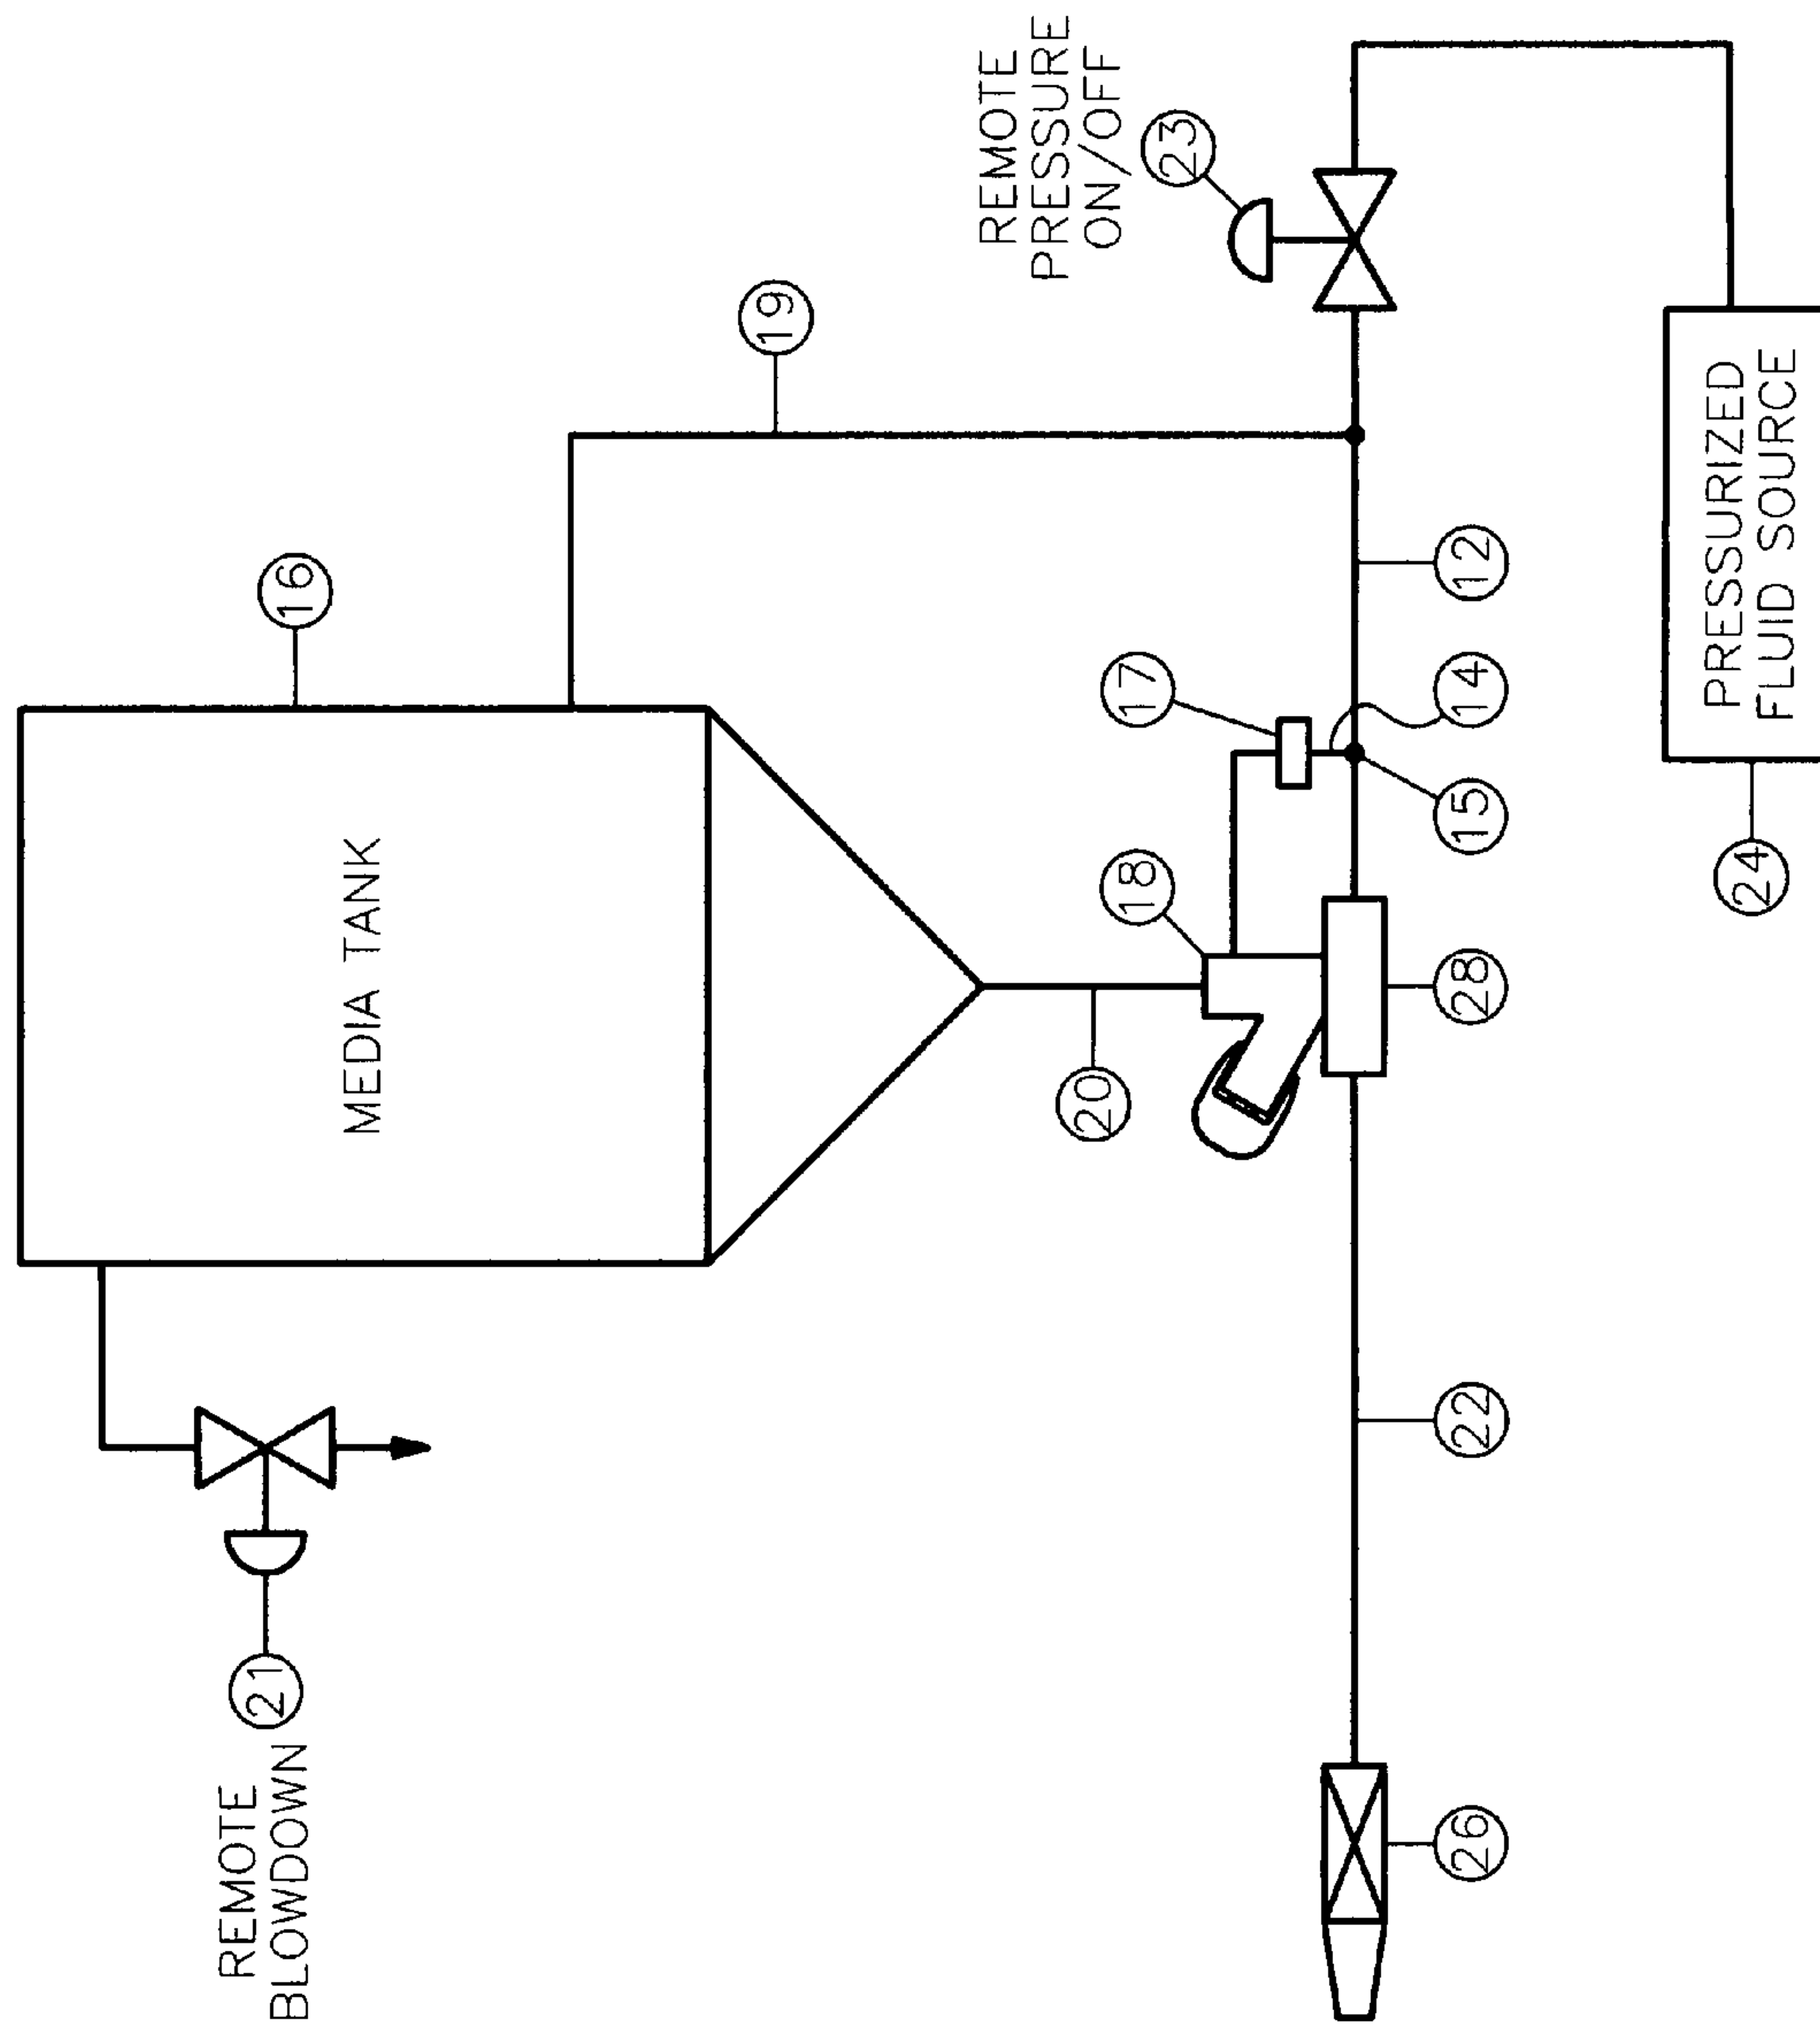 REMOTE
BLOWDOWN
21
MEDIA TANK
16
19
REMOTE
PRESSURE
ON/OFF
23
20
18
17
26
22
28
15
14
12
24
PRESSURIZED
FLUID SOURCE